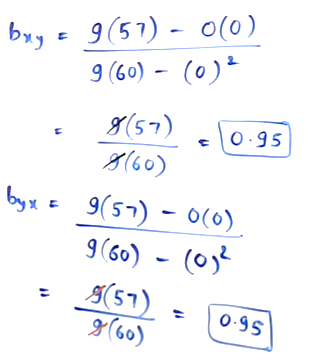 bxy = 9(57) - 0(0)
9(60) - (0)²
= 9(57)
9(60) = 0.95
byx = 9(57) - 0(0)
9(60) - (0)²
= 9(57)
9(60) = 0.95